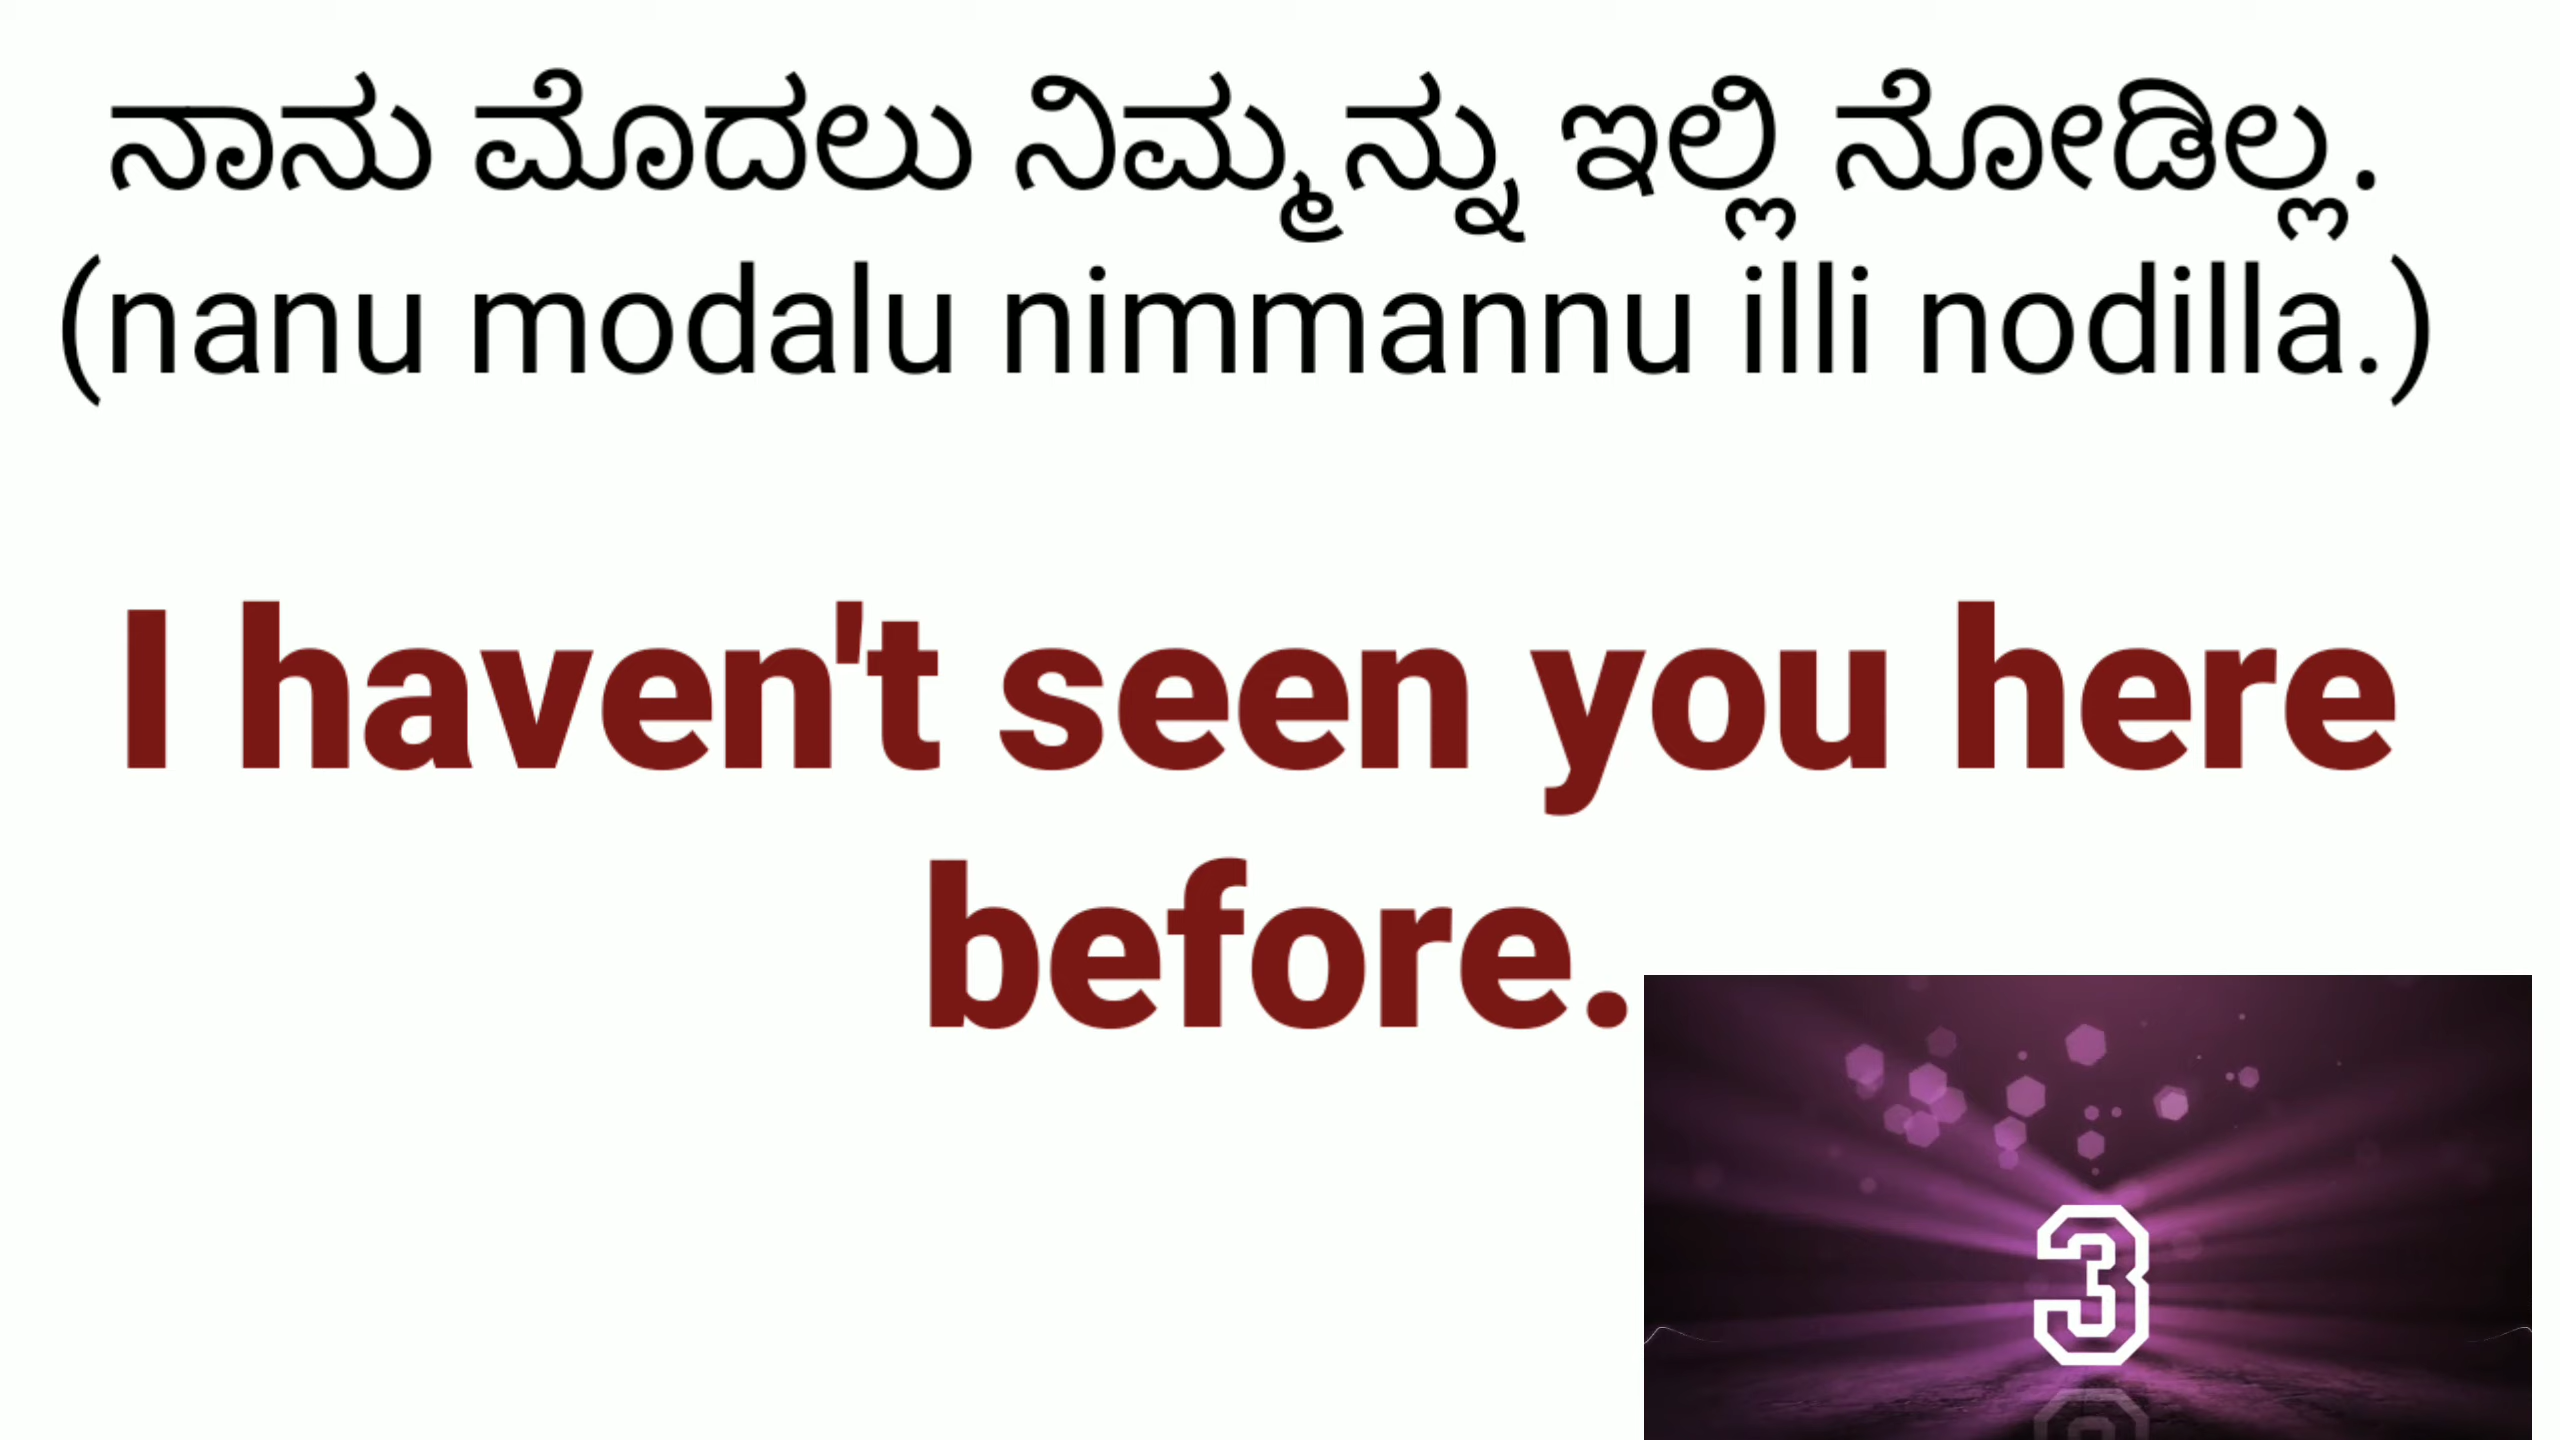 ನಾನು ಮೊದಲು ನಿಮ್ಮನ್ನು ಇಲ್ಲಿ ನೋಡಿಲ್ಲ.
(nanu modalu nimmannu illi nodilla.)
I haven't seen you here
before.
3